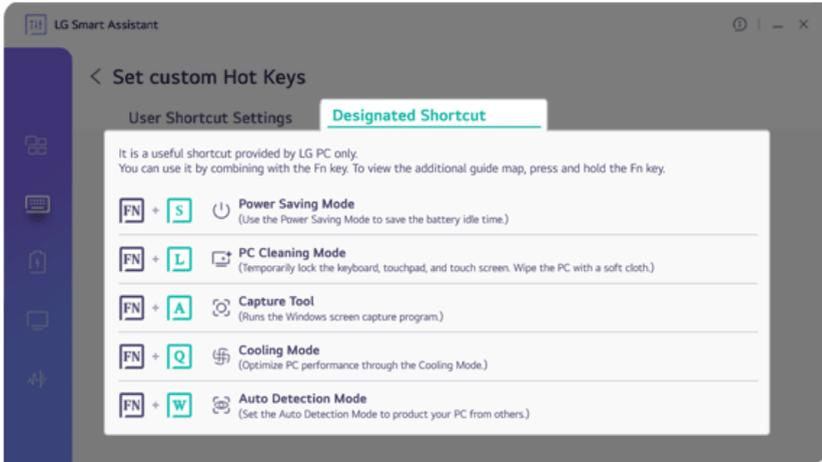 LG Smart Assistant
Set custom Hot Keys
User Shortcut Settings
Designated Shortcut
It is a useful shortcut provided by LG PC only.
You can use it by combining with the Fn key. To view the additional guide map, press and hold the Fn key.
FN + S Power Saving Mode
(Use the Power Saving Mode to save the battery idle time.)
FN + L PC Cleaning Mode
(Temporarily lock the keyboard, touchpad, and touch screen. Wipe the PC with a soft cloth.)
FN + A Capture Tool
(Runs the Windows screen capture program.)
FN + Q Cooling Mode
(Optimize PC performance through the Cooling Mode.)
FN + W Auto Detection Mode
(Set the Auto Detection Mode to product your PC from others.)